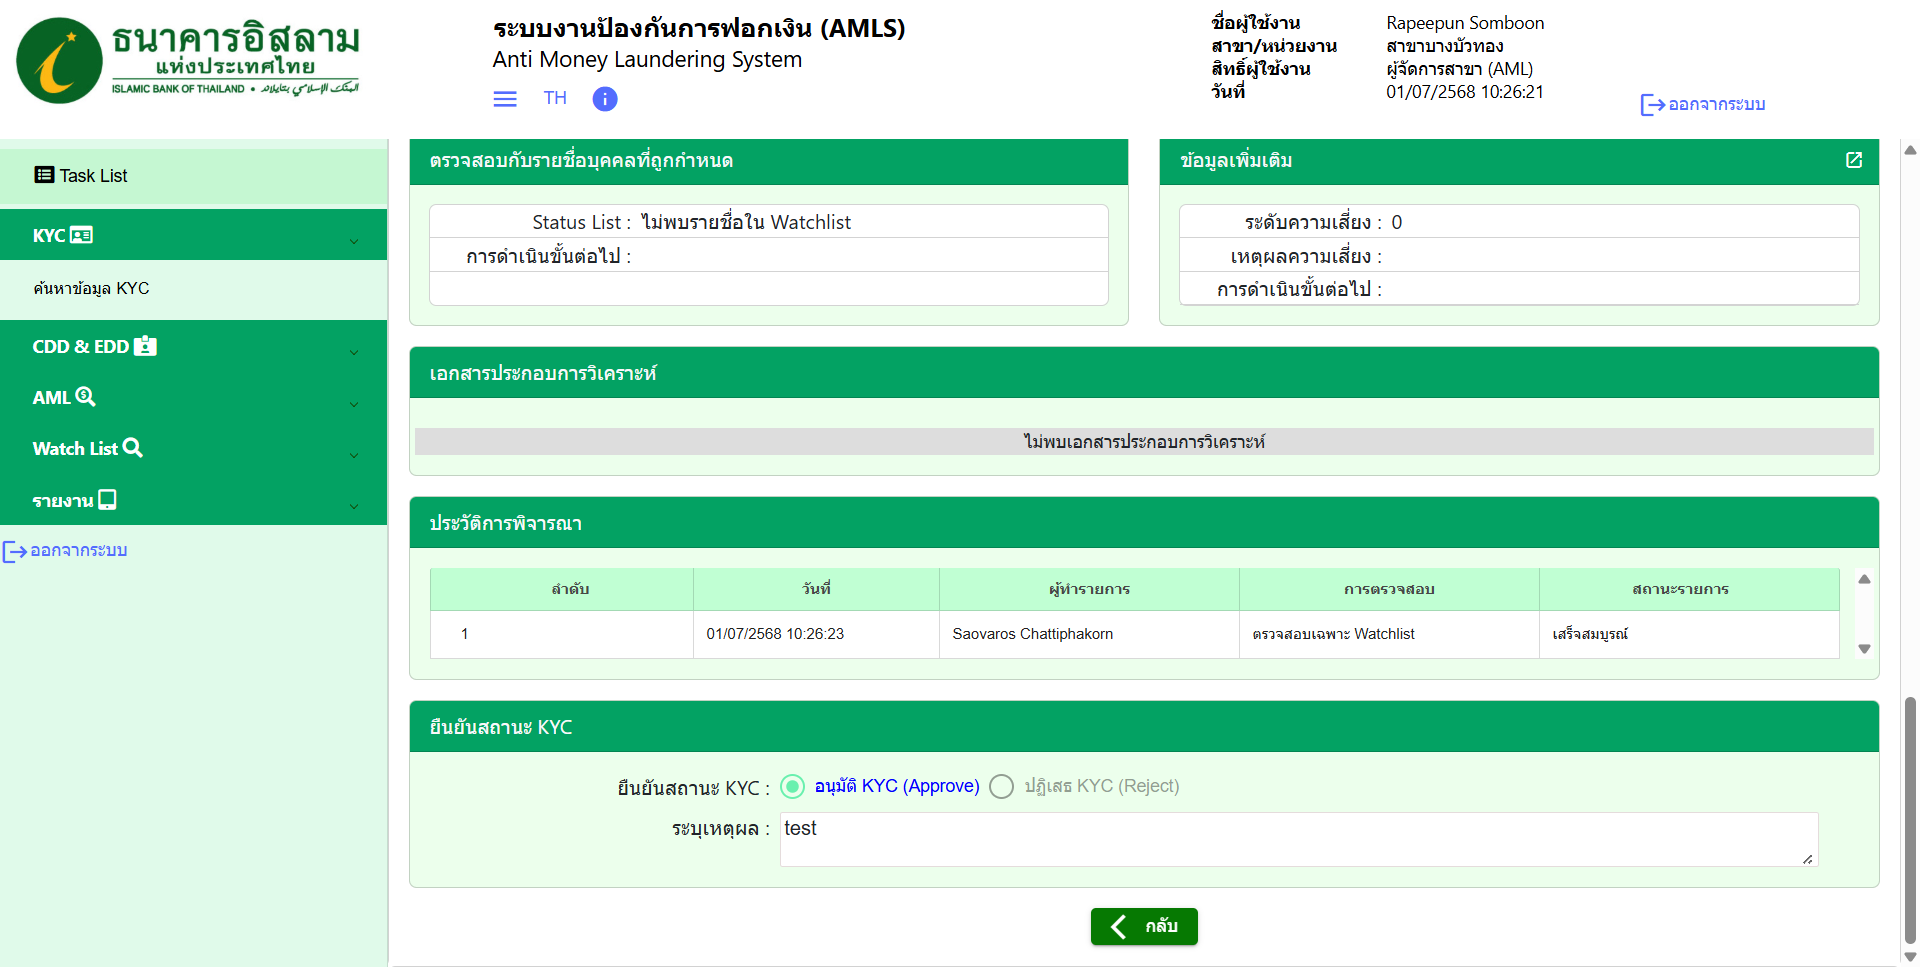 ธนาคารอิสลาม
แห่งประเทศไทย
ISLAMIC BANK OF THAILAND • بنك الإسلامي بتايلاند
ระบบงานป้องกันการฟอกเงิน (AMLS)
Anti Money Laundering System
TH
ชื่อผู้ใช้งาน Rapeepun Somboon
สาขา/หน่วยงาน สาขาบางบัวทอง
สิทธิ์ผู้ใช้งาน ผู้จัดการสาขา (AML)
วันที่ 01/07/2568 10:26:21
ออกจากระบบ
Task List
KYC
ค้นหาข้อมูล KYC
CDD & EDD
AML
Watch List
รายงาน
ออกจากระบบ
ตรวจสอบกับรายชื่อบุคคลที่ถูกกำหนด
Status List : ไม่พบรายชื่อใน Watchlist
การดำเนินขั้นต่อไป :
ข้อมูลเพิ่มเติม
ระดับความเสี่ยง : 0
เหตุผลความเสี่ยง :
การดำเนินขั้นต่อไป :
เอกสารประกอบการวิเคราะห์
ไม่พบเอกสารประกอบการวิเคราะห์
ประวัติการพิจารณา
ลำดับ วันที่ ผู้ทำรายการ การตรวจสอบ สถานะรายการ
1 01/07/2568 10:26:23 Saovaros Chattiphakorn ตรวจสอบเฉพาะ Watchlist เสร็จสมบูรณ์
ยืนยันสถานะ KYC
ยืนยันสถานะ KYC : อนุมัติ KYC (Approve) ปฏิเสธ KYC (Reject)
ระบุเหตุผล : test
กลับ